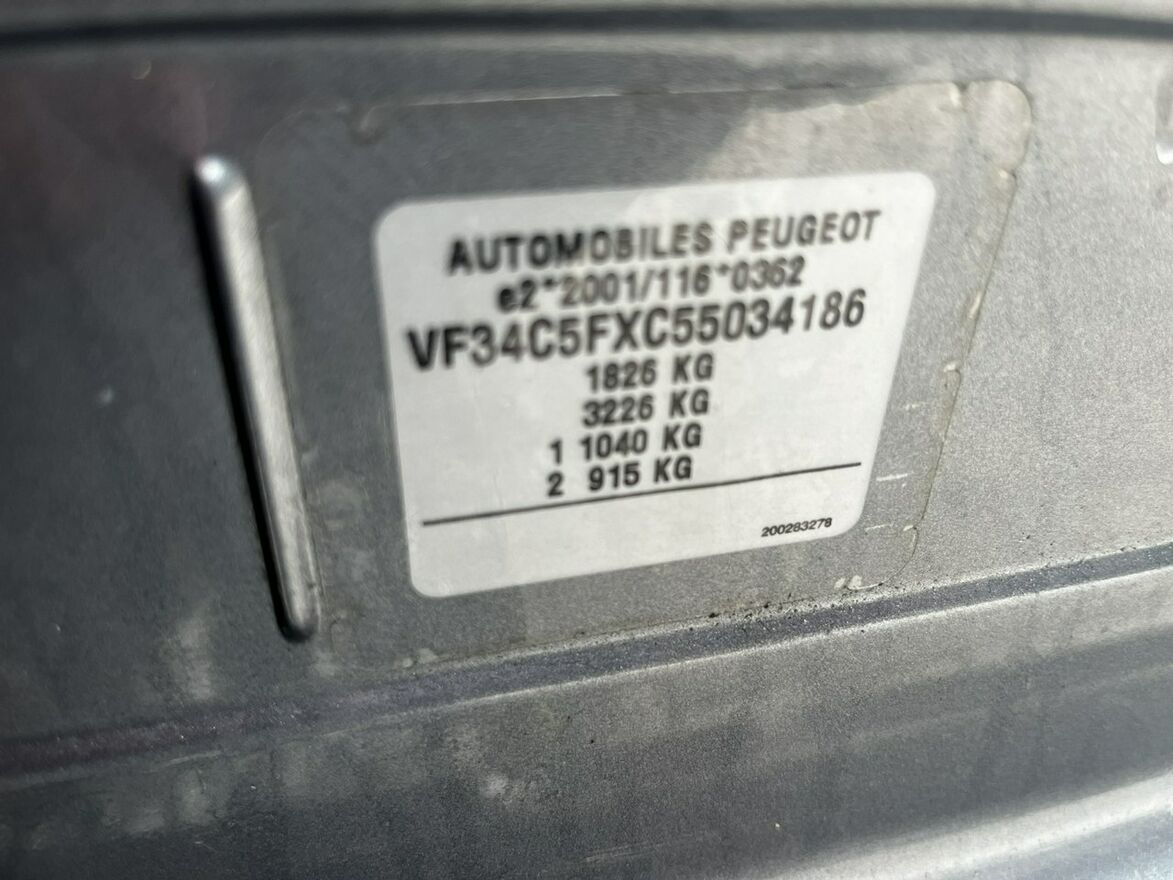 AUTOMOBILES PEUGEOT
e2*2001/116*0362
VF34C5FXC55034186
1826 KG
3226 KG
1 1040 KG
2 915 KG
200283278